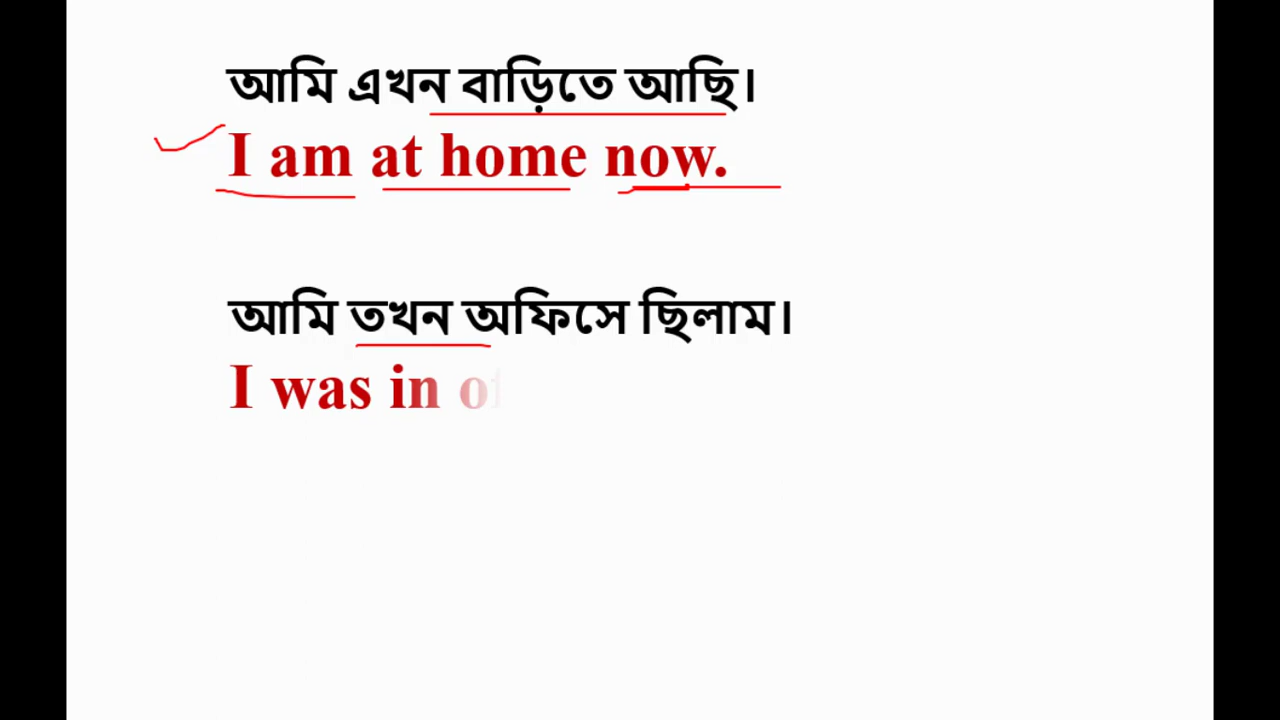 আমি এখন বাড়িতে আছি।
I am at home now.
আমি তখন অফিসে ছিলাম।
I was in